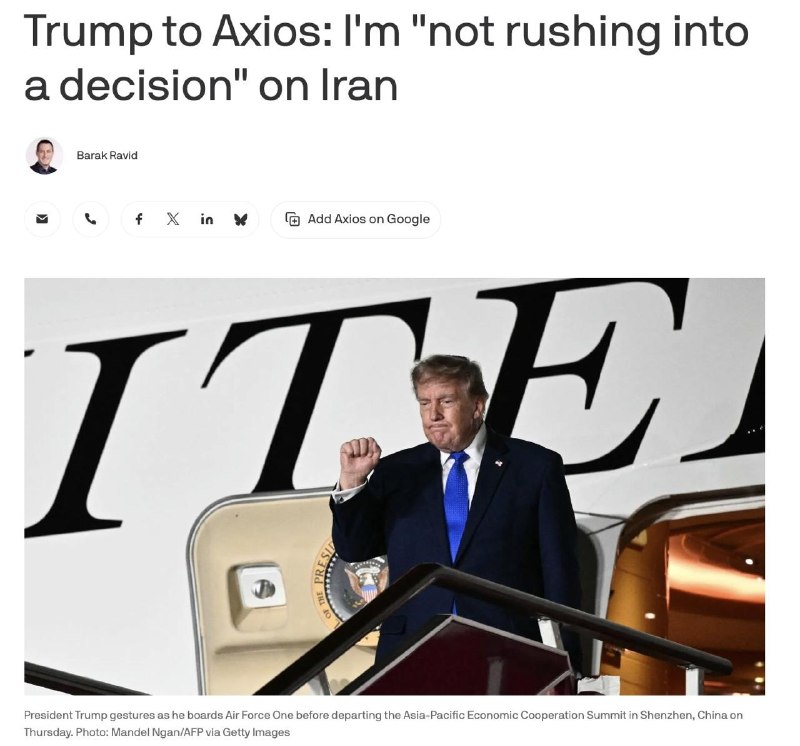 Trump to Axios: I'm "not rushing into
a decision" on Iran
Barak Ravid
Add Axios on Google
ITE
OF THE PRESI
President Trump gestures as he boards Air Force One before departing the Asia-Pacific Economic Cooperation Summit in Shenzhen, China on
Thursday. Photo: Mandel Ngan/AFP via Getty Images